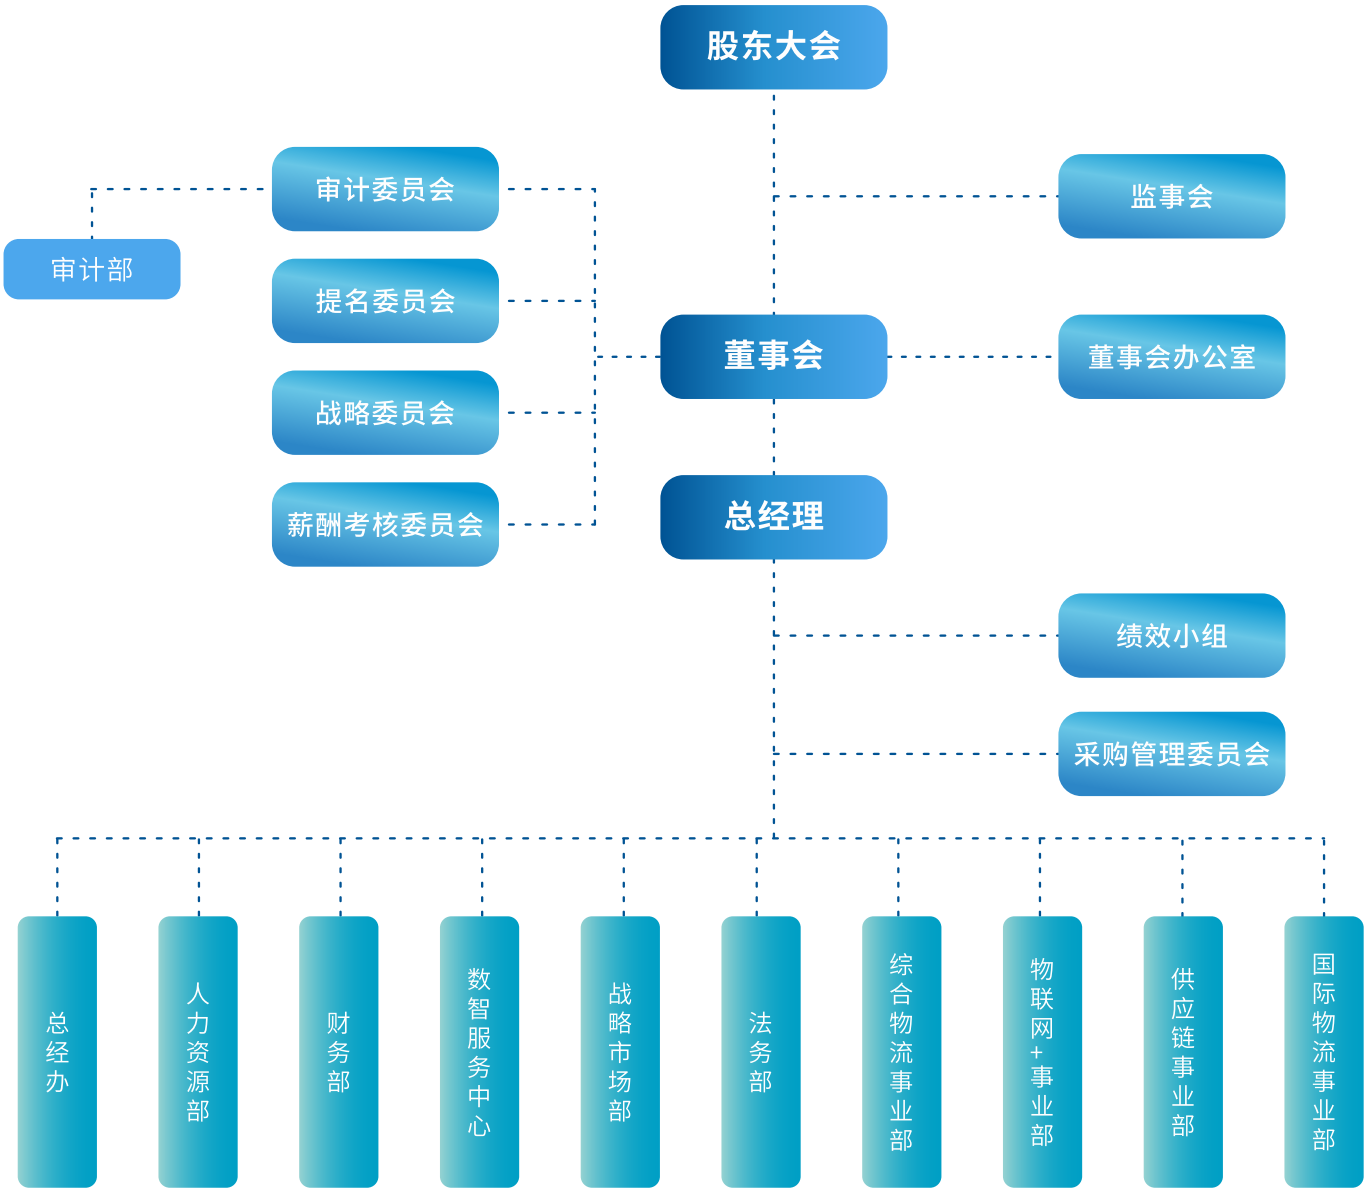 股东大会
审计委员会
监事会
审计部
提名委员会
董事会
董事会办公室
战略委员会
总经理
薪酬考核委员会
绩效小组
采购管理委员会
总经办
人力资源部
财务部
数智服务中心
战略市场部
法务部
综合物流事业部
物联网+事业部
供应链事业部
国际物流事业部